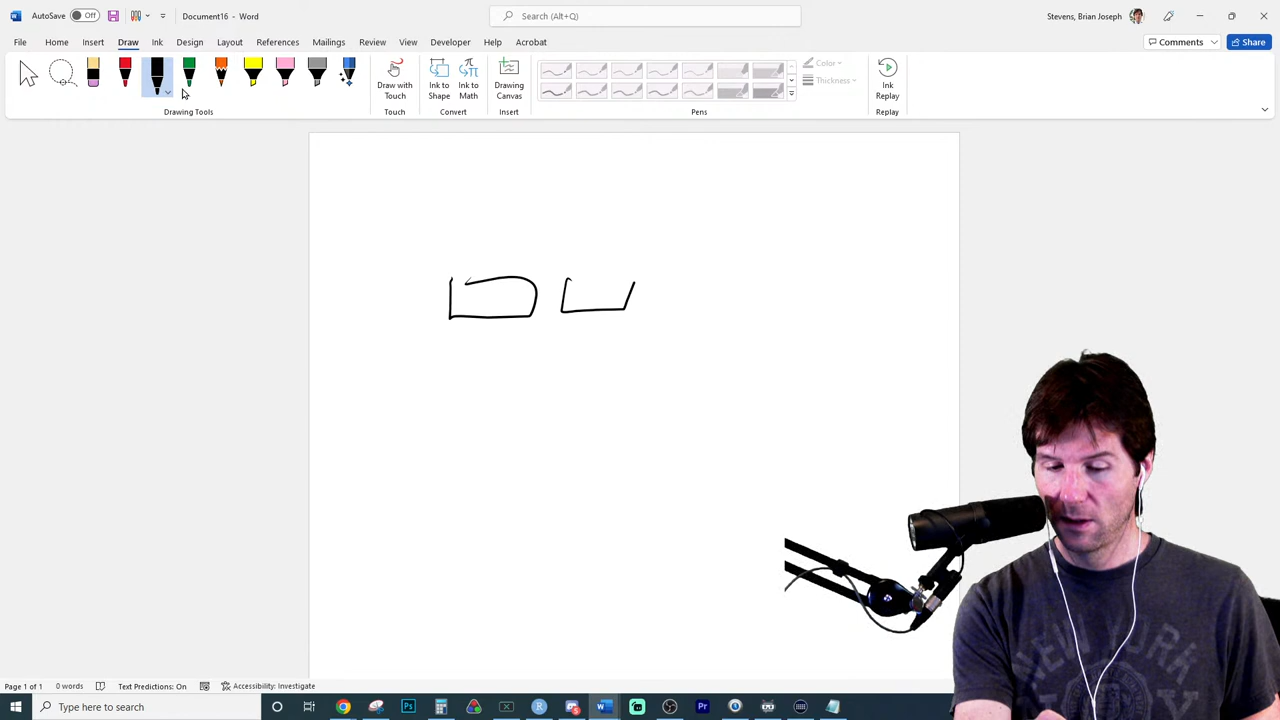 AutoSave Off Document16 - Word Search (Alt+Q) Stevens, Brian Joseph
File Home Insert Draw Ink Design Layout References Mailings Review View Developer Help Acrobat Comments Share
Draw with Touch Ink to Shape Ink to Math Drawing Canvas Color Thickness Ink Replay
Drawing Tools Touch Convert Insert Pens Replay
NEW YORK
Page 1 of 1 0 words Text Predictions: On Accessibility: Investigate
Type here to search